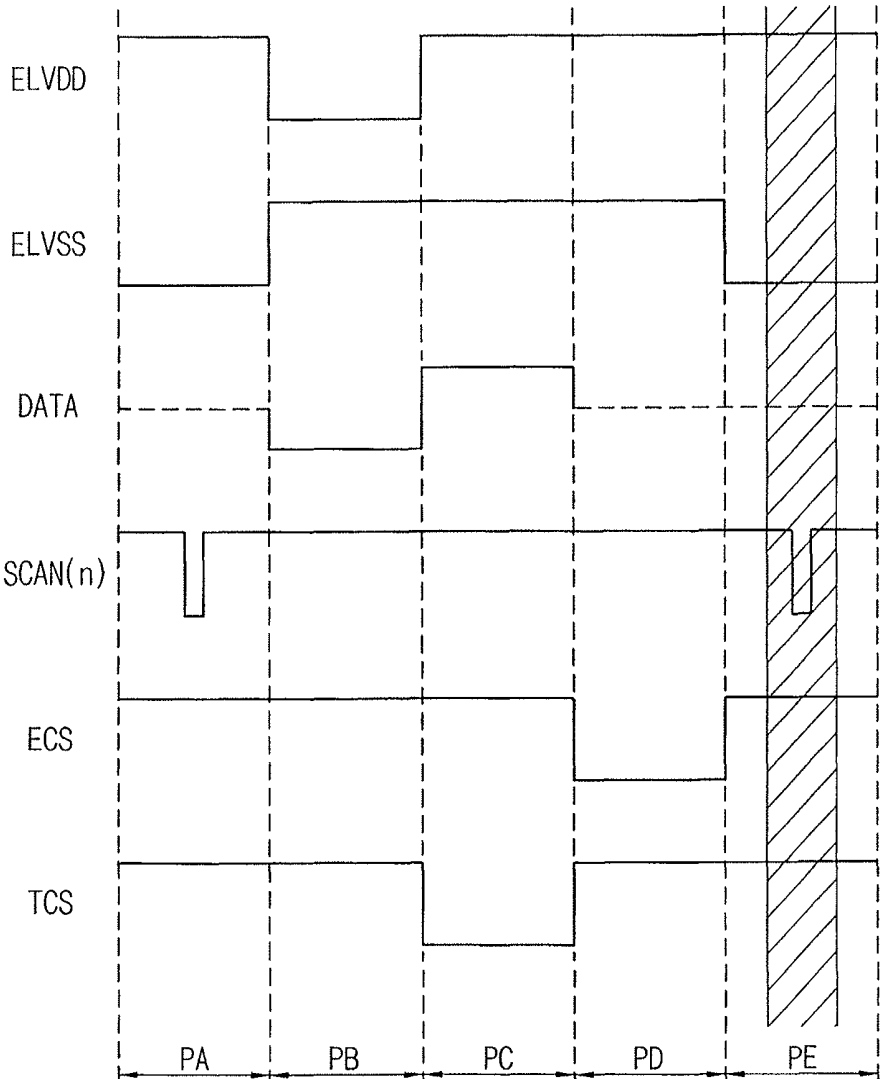 ELVDD
ELVSS
DATA
SCAN(n)
ECS
TCS
PA PB PC PD PE